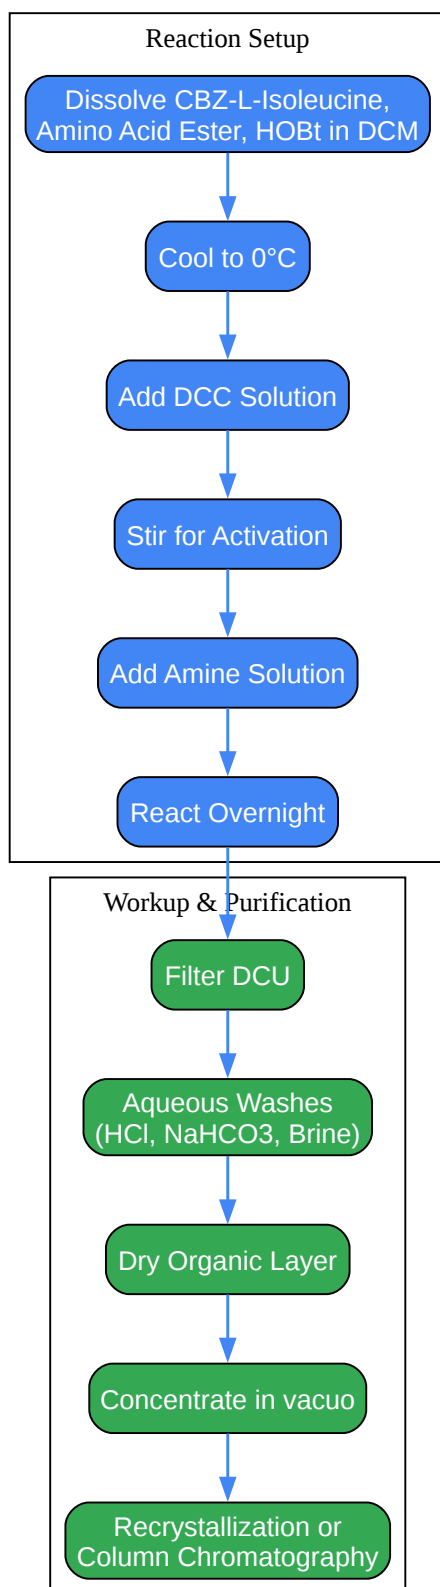 Reaction Setup
Dissolve CBZ-L-Isoleucine,
Amino Acid Ester, HOBt in DCM
Cool to 0°C
Add DCC Solution
Stir for Activation
Add Amine Solution
React Overnight
Workup & Purification
Filter DCU
Aqueous Washes
(HCl, NaHCO3, Brine)
Dry Organic Layer
Concentrate in vacuo
Recrystallization or
Column Chromatography